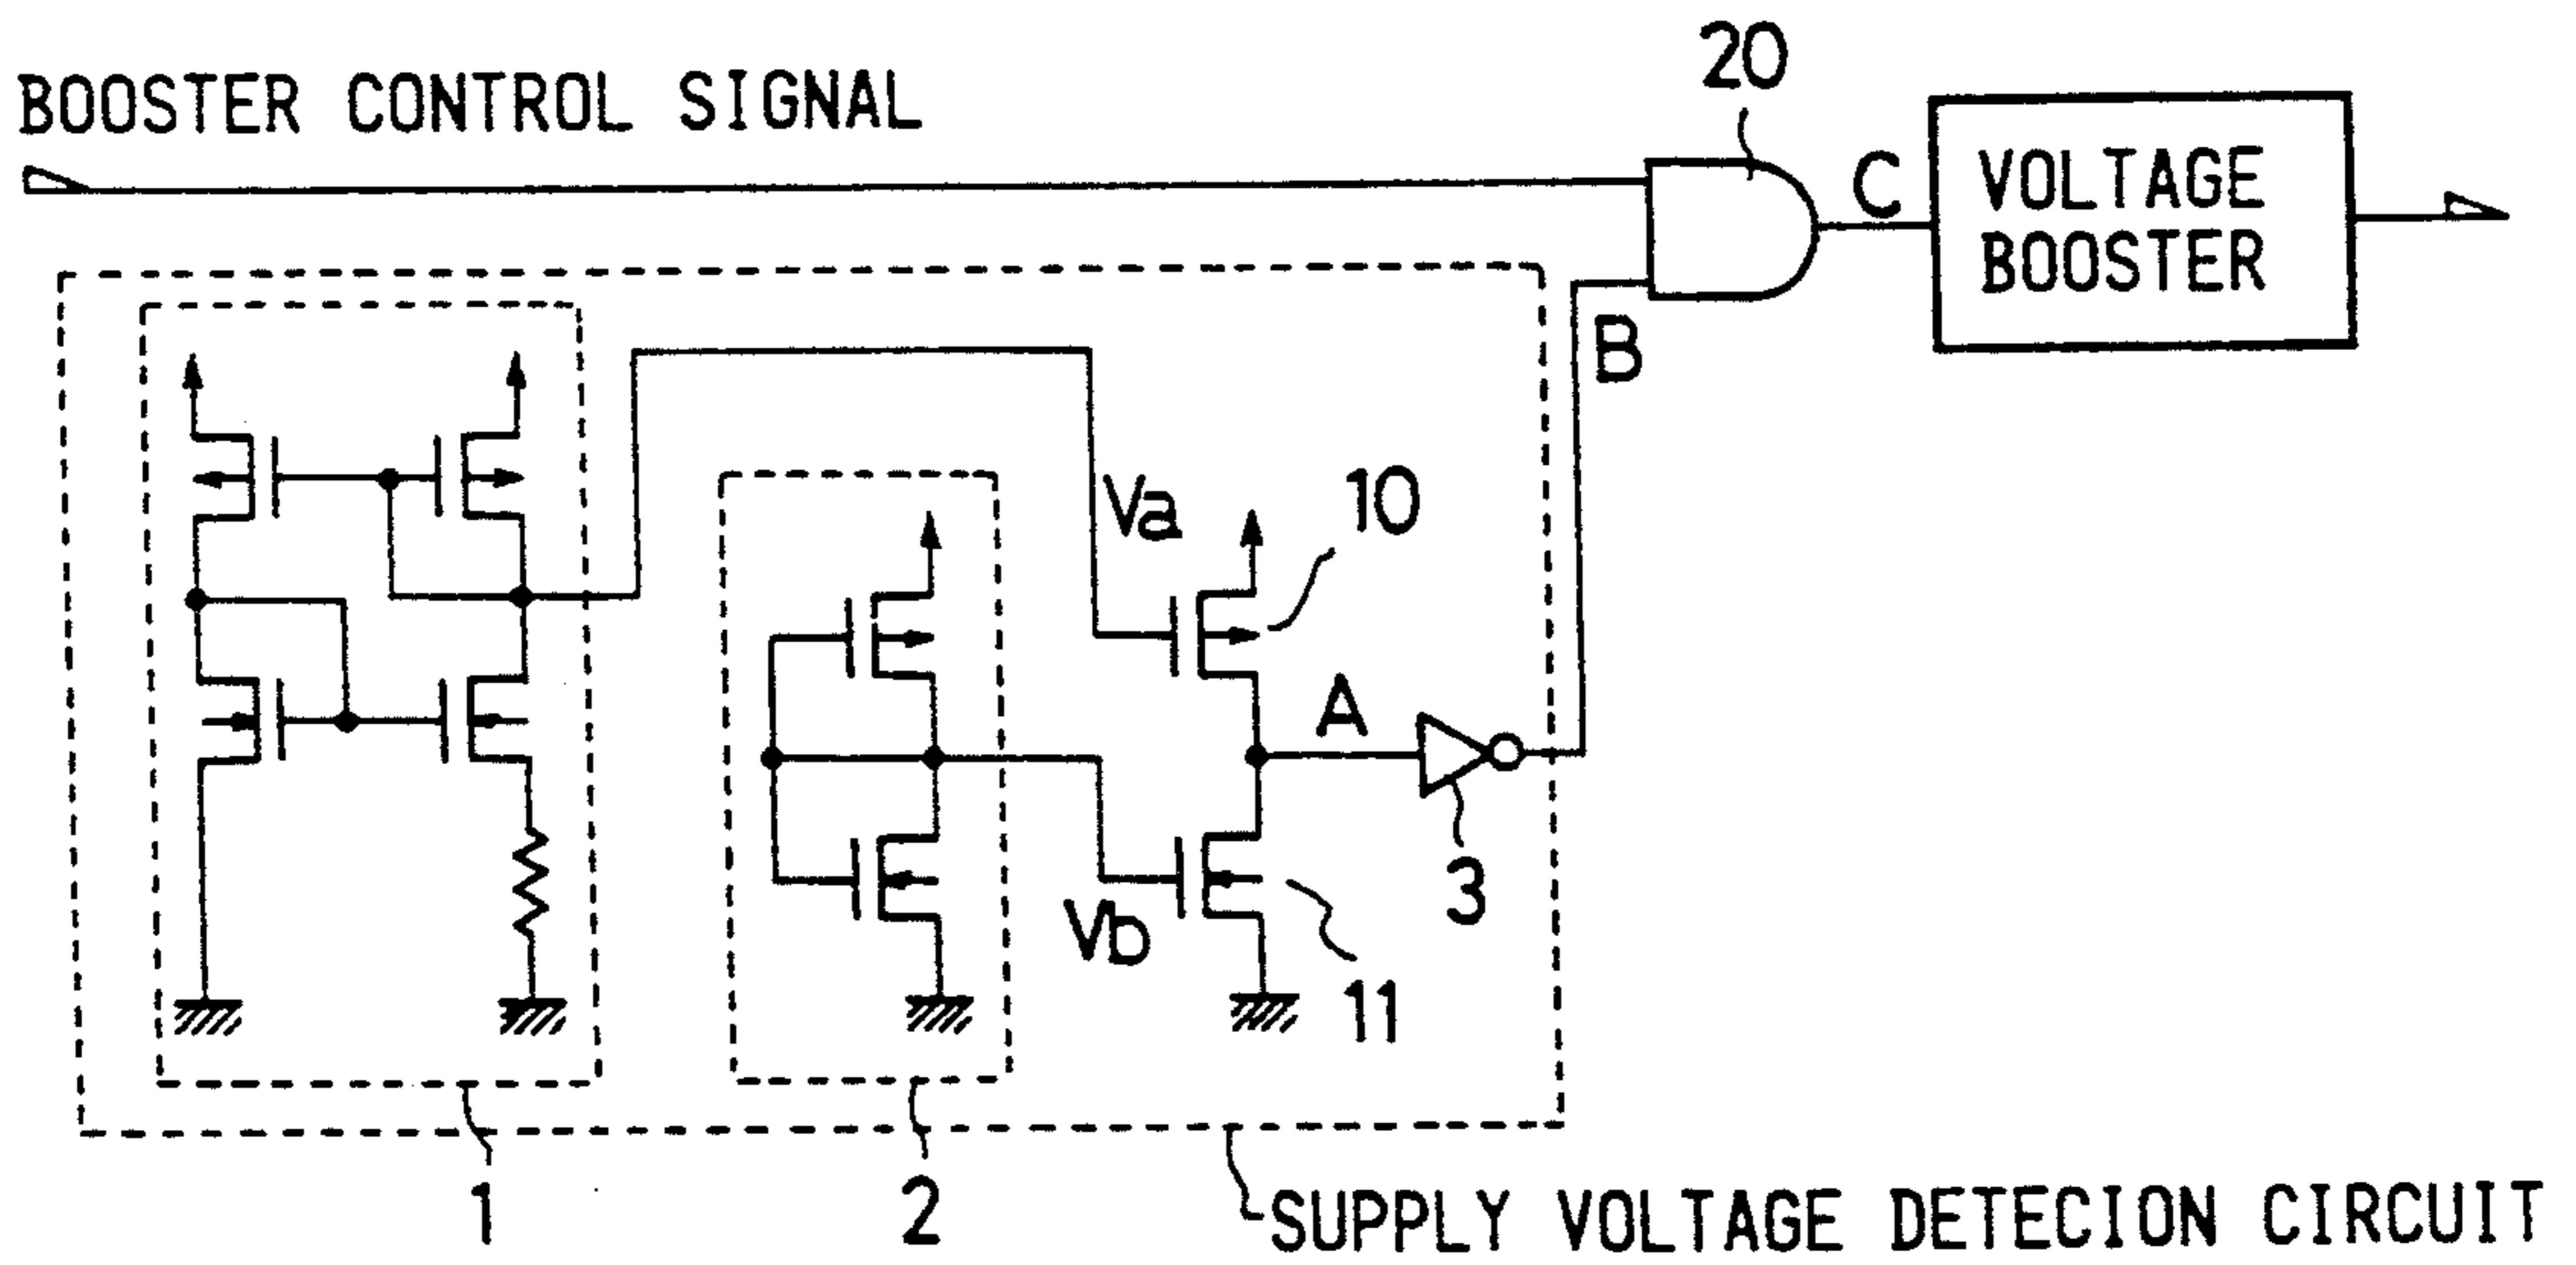 BOOSTER CONTROL SIGNAL
20
C
VOLTAGE
BOOSTER
B
Va
10
A
3
Vb
11
1
2
SUPPLY VOLTAGE DETECION CIRCUIT